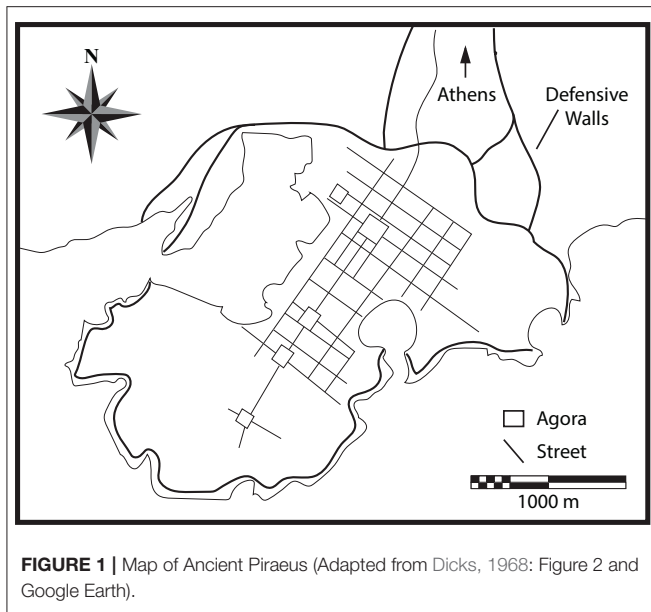 N
Athens
Defensive
Walls
Agora
Street
1000 m
FIGURE 1 | Map of Ancient Piraeus (Adapted from Dicks, 1968: Figure 2 and
Google Earth).